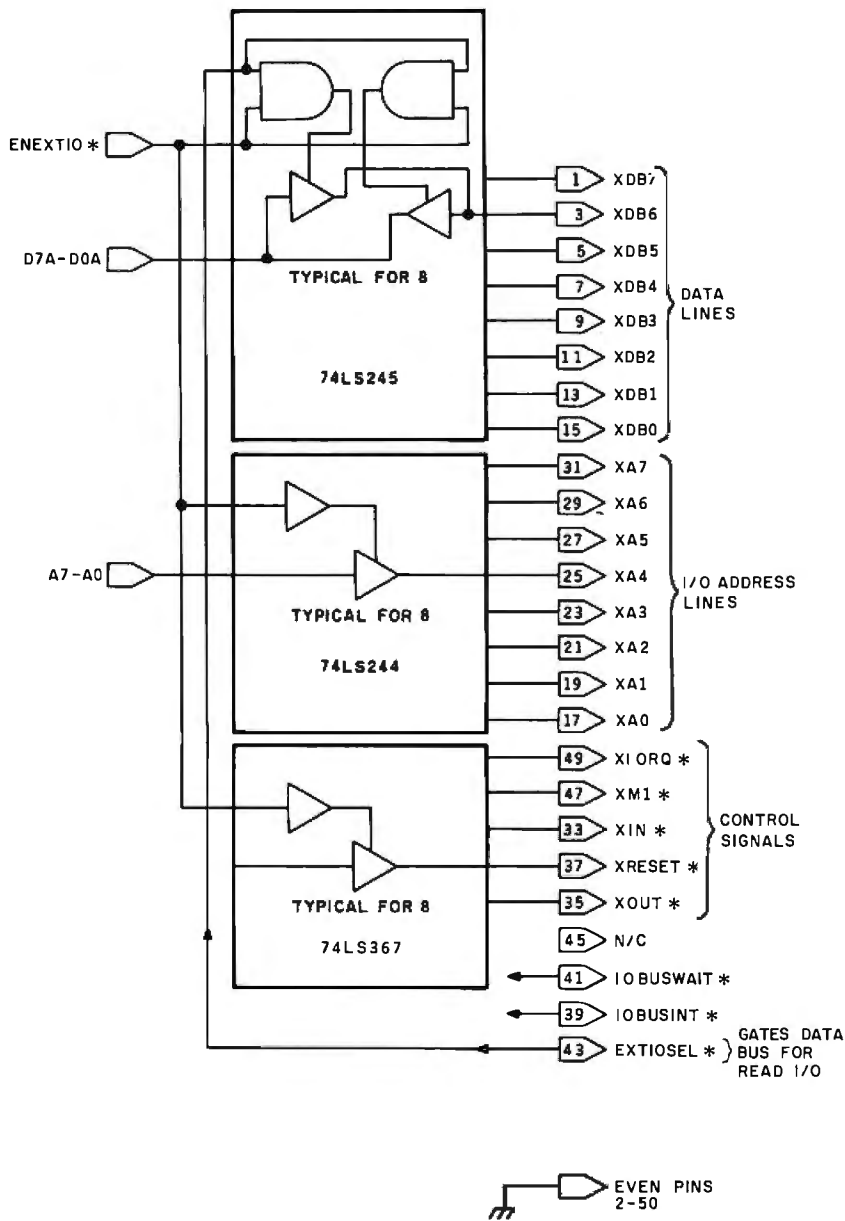 ENEXTIO *
D7A-D0A
TYPICAL FOR 8
74LS245
1 XDB7
3 XDB6
5 XDB5
7 XDB4
9 XDB3
11 XDB2
13 XDB1
15 XDB0
DATA
LINES
A7-A0
TYPICAL FOR 8
74LS244
31 XA7
29 XA6
27 XA5
25 XA4
23 XA3
21 XA2
19 XA1
17 XA0
I/O ADDRESS
LINES
TYPICAL FOR 8
74LS367
49 XIORQ *
47 XM1 *
33 XIN *
37 XRESET *
35 XOUT *
CONTROL
SIGNALS
45 N/C
41 IOBUSWAIT *
39 IOBUSINT *
43 EXTIOSEL *
GATES DATA
BUS FOR
READ I/O
EVEN PINS
2-50